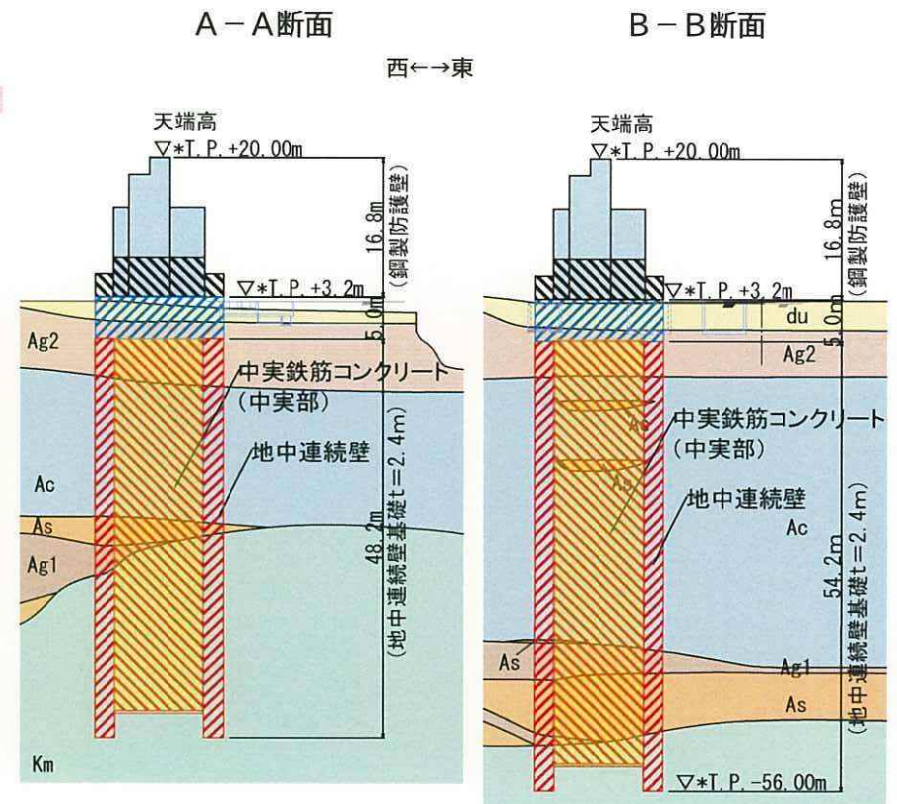 A－A断面
B－B断面
西←→東
天端高
▽*T.P.+20.00m
16.8m
(鋼製防護壁)
▽*T.P.+3.2m
5.0m
Ag2
中実鉄筋コンクリート
(中実部)
地中連続壁
Ac
As
Ag1
48.2m
(地中連続壁基礎t=2.4m)
Km
天端高
▽*T.P.+20.00m
16.8m
(鋼製防護壁)
▽*T.P.+3.2m
du
5.0m
Ag2
Ac
中実鉄筋コンクリート
(中実部)
As
地中連続壁
Ac
54.2m
(地中連続壁基礎t=2.4m)
As
Ag1
As
▽*T.P.-56.00m